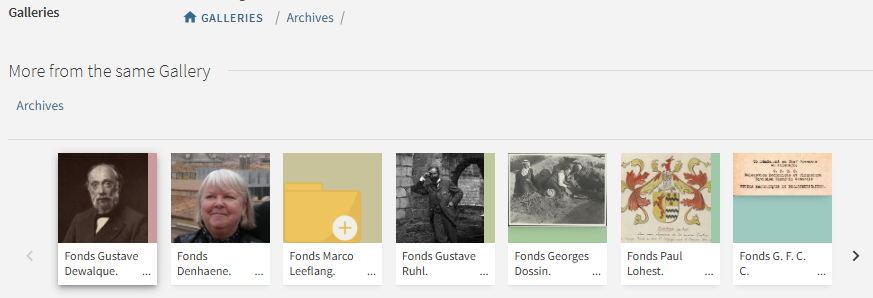 Galleries
GALLERIES / Archives /
More from the same Gallery
Archives
Fonds Gustave
Dewalque. ...
Fonds
Denhaene. ...
Fonds Marco
Leeflang. ...
Fonds Gustave
Ruhl. ...
Fonds Georges
Dossin. ...
Fonds Paul
Lohest. ...
Fonds G. F. C.
C. ...